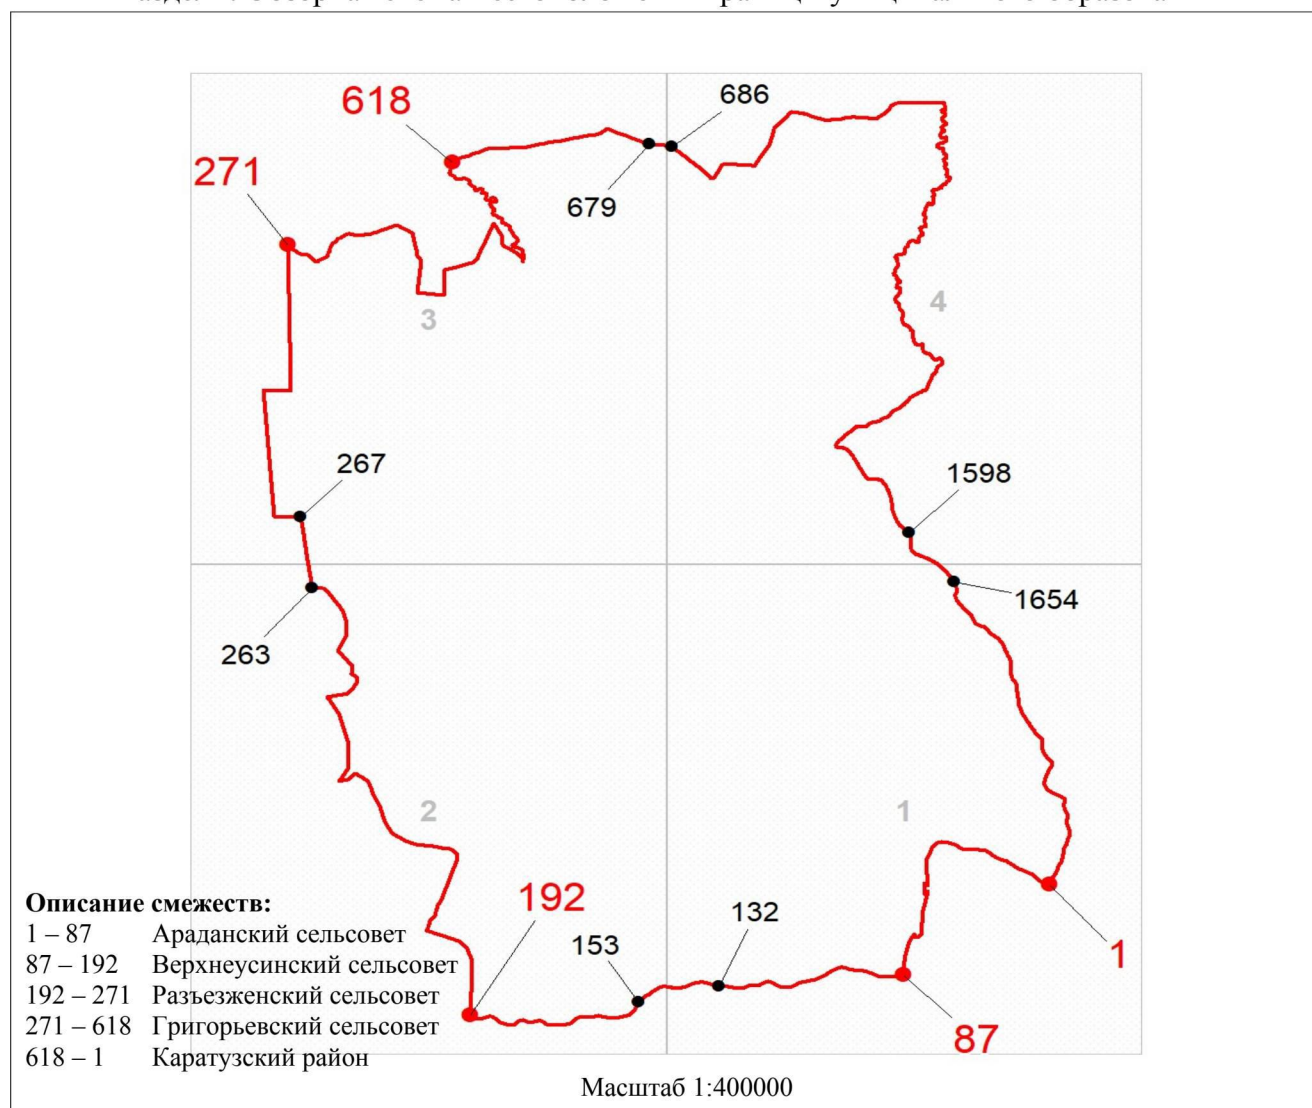 618
686
271
679
4
3
267
1598
1654
263
2
1
192
Описание смежеств:
1 – 87 Араданский сельсовет
132
153
87 – 192 Верхнеусинский сельсовет
1
192 – 271 Разъезженский сельсовет
271 – 618 Григорьевский сельсовет
87
618 – 1 Каратузский район
Масштаб 1:400000